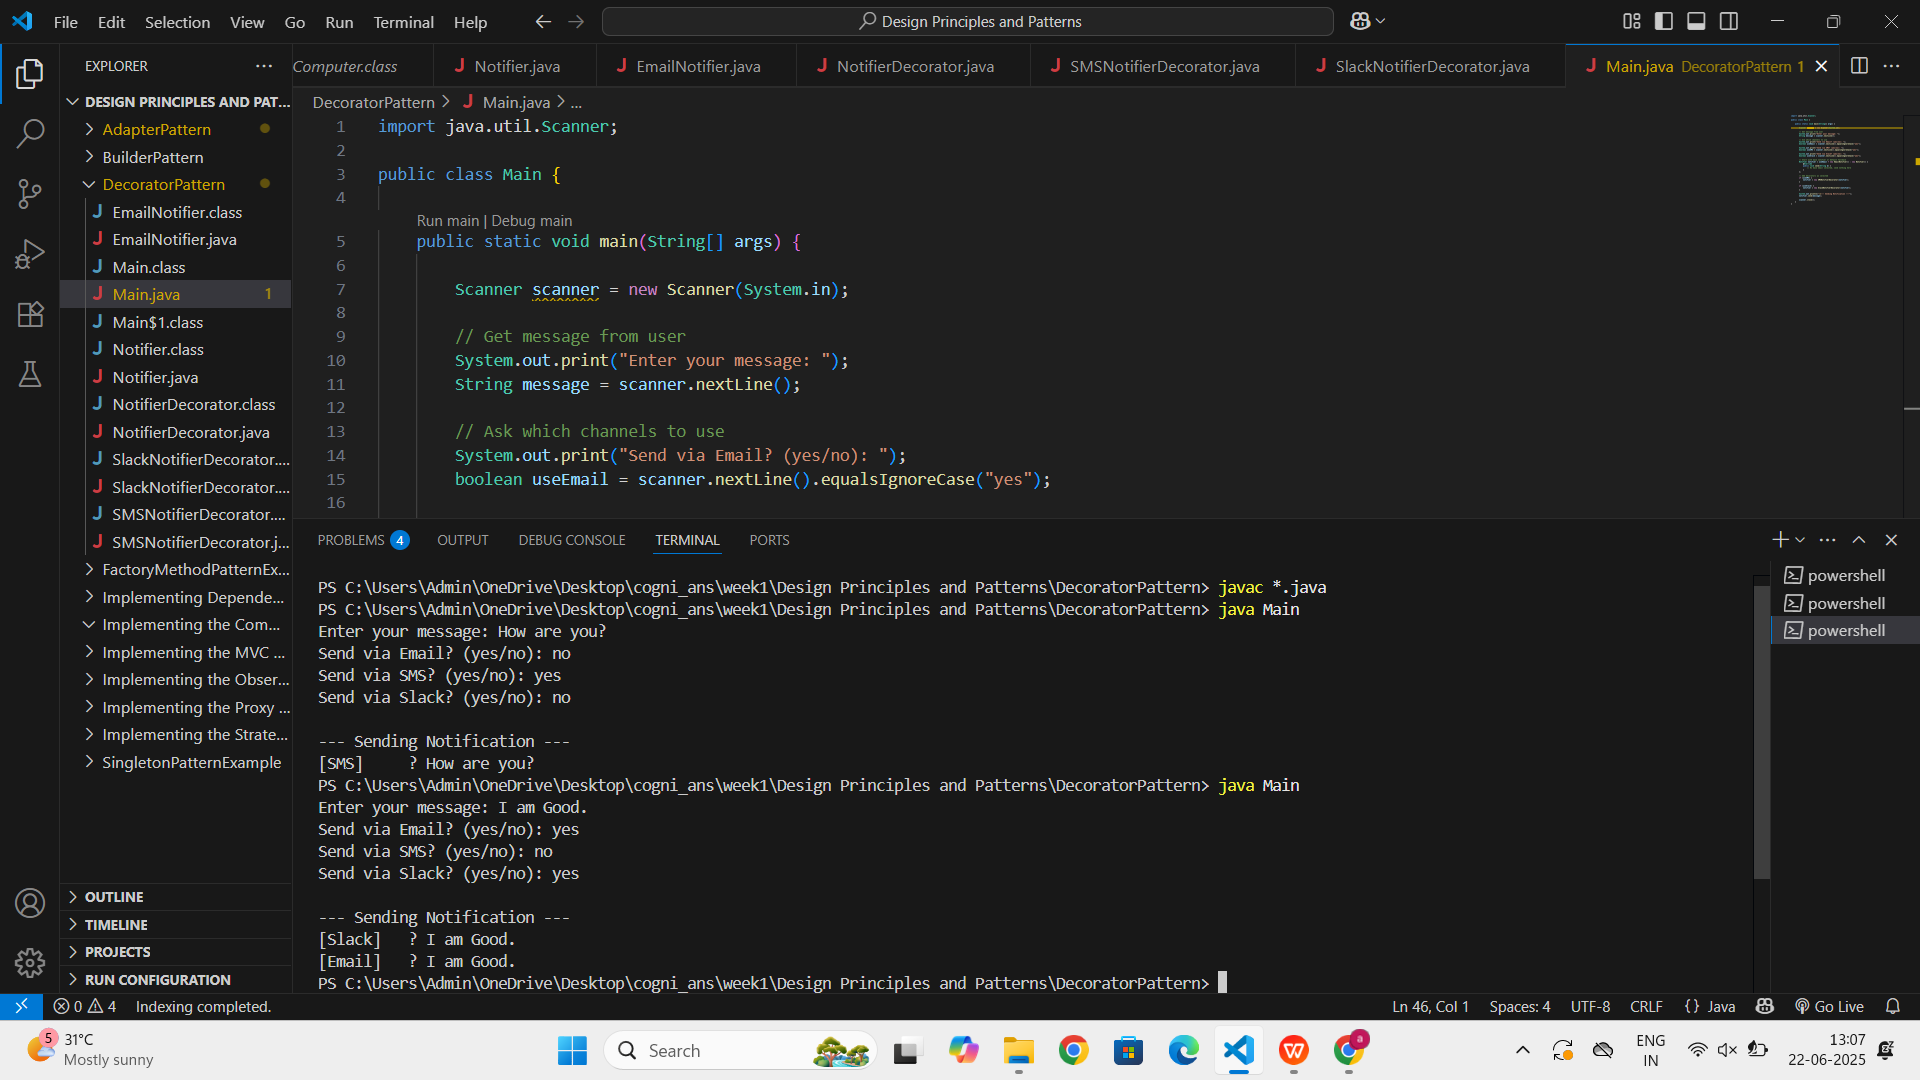 File Edit Selection View Go Run Terminal Help
Design Principles and Patterns
EXPLORER
Computer.class
Notifier.java
EmailNotifier.java
NotifierDecorator.java
SMSNotifierDecorator.java
SlackNotifierDecorator.java
Main.java DecoratorPattern 1
DESIGN PRINCIPLES AND PAT...
AdapterPattern
BuilderPattern
DecoratorPattern
EmailNotifier.class
EmailNotifier.java
Main.class
Main.java 1
Main$1.class
Notifier.class
Notifier.java
NotifierDecorator.class
NotifierDecorator.java
SlackNotifierDecorator....
SlackNotifierDecorator....
SMSNotifierDecorator....
SMSNotifierDecorator.j...
FactoryMethodPatternEx...
Implementing Depende...
Implementing the Com...
Implementing the MVC ...
Implementing the Obser...
Implementing the Proxy ...
Implementing the Strate...
SingletonPatternExample
OUTLINE
TIMELINE
PROJECTS
RUN CONFIGURATION
DecoratorPattern > Main.java > ...
1 import java.util.Scanner;
2
3 public class Main {
4
Run main | Debug main
5 public static void main(String[] args) {
6
7 Scanner scanner = new Scanner(System.in);
8
9 // Get message from user
10 System.out.print("Enter your message: ");
11 String message = scanner.nextLine();
12
13 // Ask which channels to use
14 System.out.print("Send via Email? (yes/no): ");
15 boolean useEmail = scanner.nextLine().equalsIgnoreCase("yes");
16
PROBLEMS 4 OUTPUT DEBUG CONSOLE TERMINAL PORTS
powershell
powershell
powershell
PS C:\Users\Admin\OneDrive\Desktop\cogni_ans\week1\Design Principles and Patterns\DecoratorPattern> javac *.java
PS C:\Users\Admin\OneDrive\Desktop\cogni_ans\week1\Design Principles and Patterns\DecoratorPattern> java Main
Enter your message: How are you?
Send via Email? (yes/no): no
Send via SMS? (yes/no): yes
Send via Slack? (yes/no): no
--- Sending Notification ---
[SMS] ? How are you?
PS C:\Users\Admin\OneDrive\Desktop\cogni_ans\week1\Design Principles and Patterns\DecoratorPattern> java Main
Enter your message: I am Good.
Send via Email? (yes/no): yes
Send via SMS? (yes/no): no
Send via Slack? (yes/no): yes
--- Sending Notification ---
[Slack] ? I am Good.
[Email] ? I am Good.
PS C:\Users\Admin\OneDrive\Desktop\cogni_ans\week1\Design Principles and Patterns\DecoratorPattern>
0 4 Indexing completed.
Ln 46, Col 1 Spaces: 4 UTF-8 CRLF {} Java Go Live
5 31°C
Mostly sunny
Search
a
ENG
IN
13:07
22-06-2025